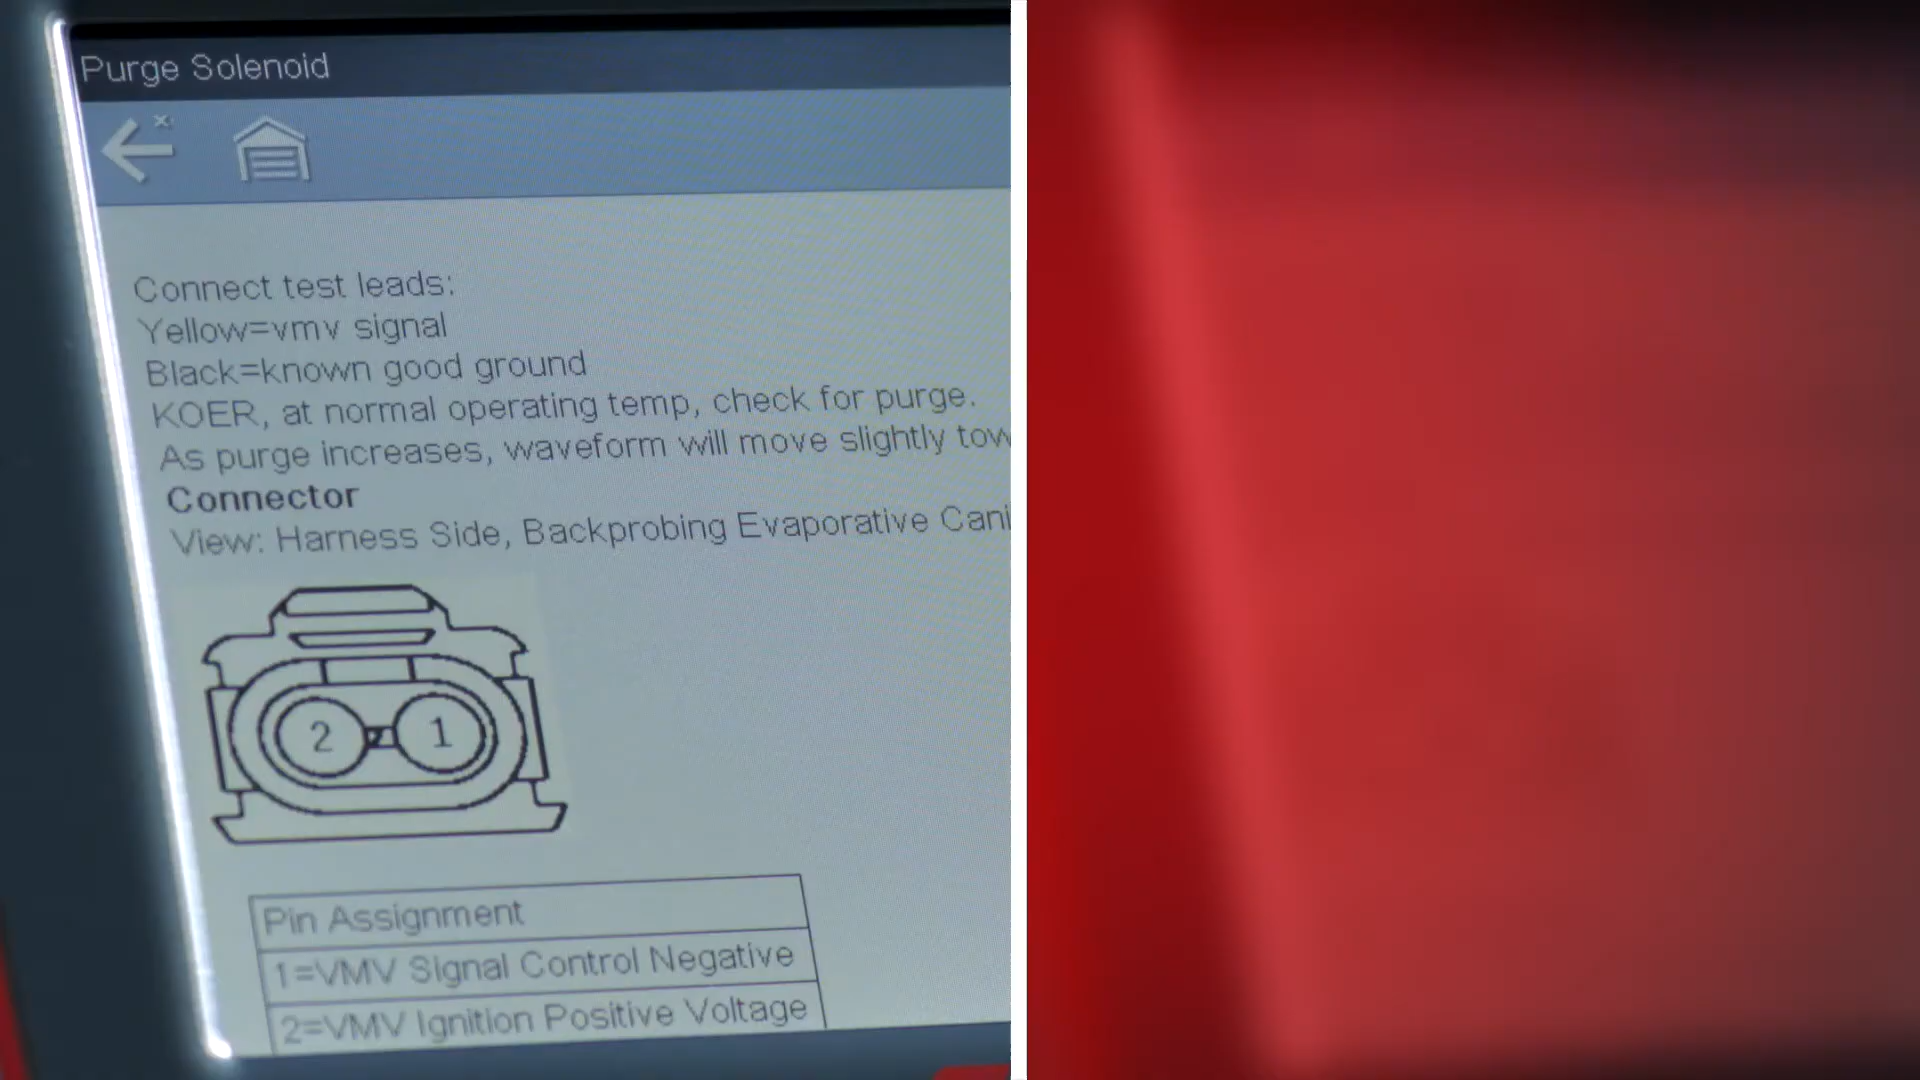 Purge Solenoid
Connect test leads:
Yellow=vmv signal
Black=known good ground
KOER, at normal operating temp, check for purge.
As purge increases, waveform will move slightly
Connector
View: Harness Side, Backprobing Evaporative
2 1
Pin Assignment
1=VMV Signal Control Negative
2=VMV Ignition Positive Voltage